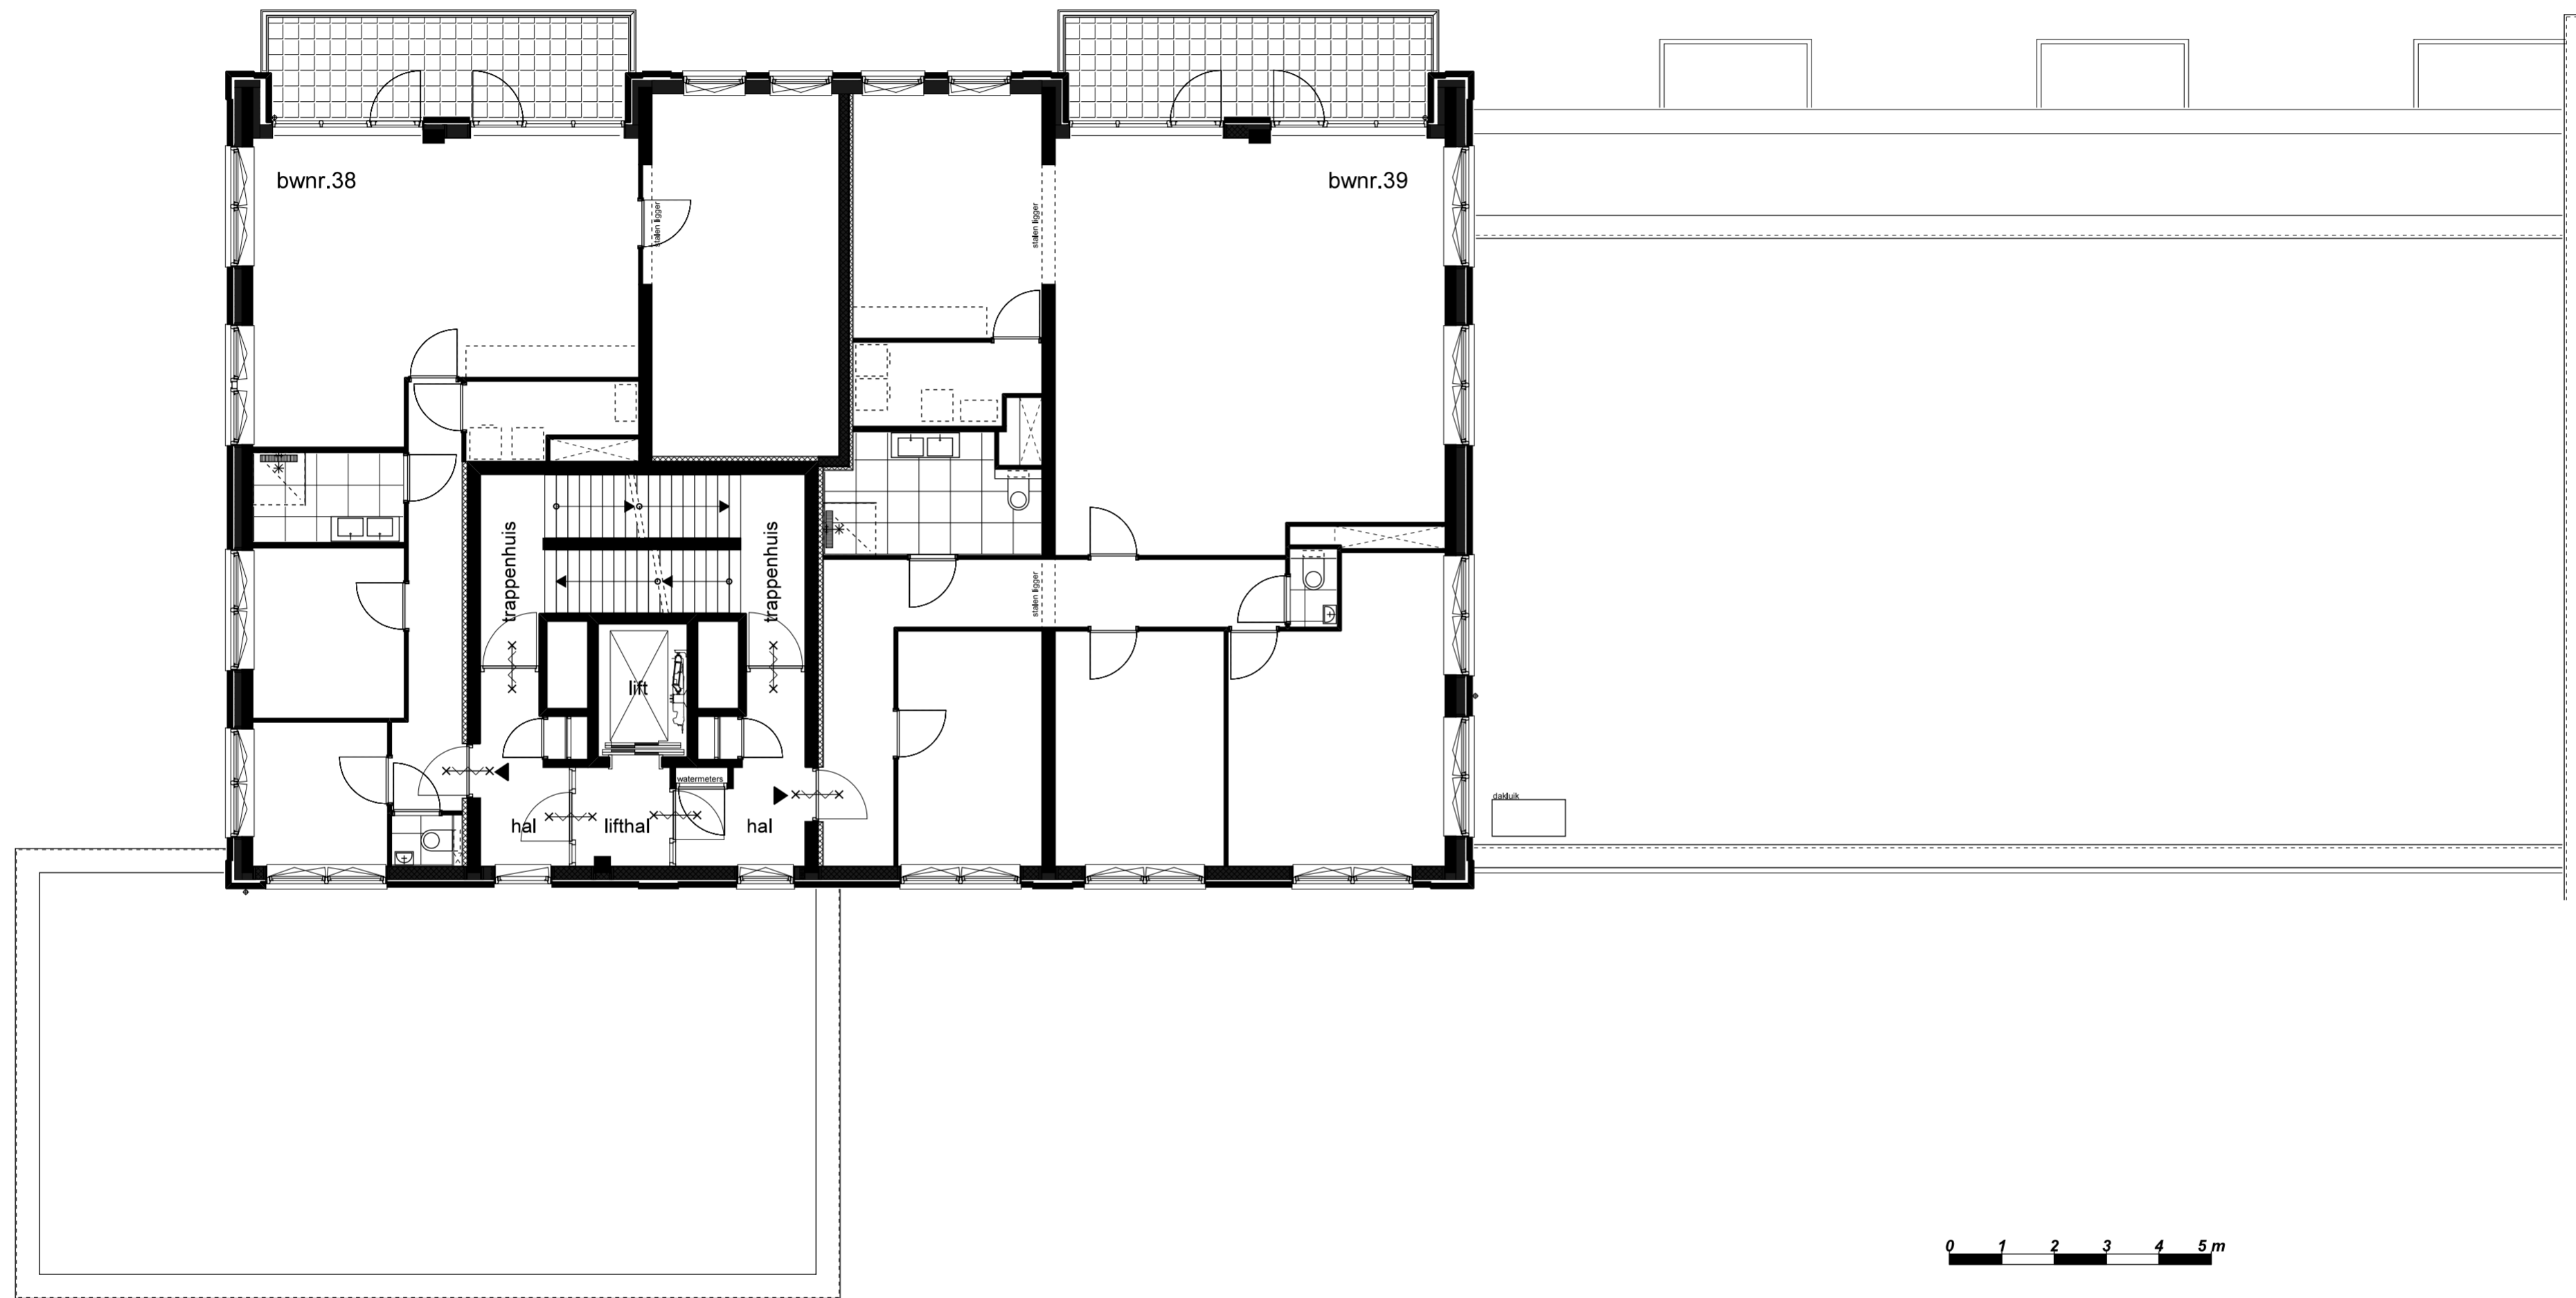 bwnr.38
bwnr.39
stalen ligger
stalen ligger
trappenhuis
trappenhuis
stalen ligger
lift
watermeters
dakluik
hal
lifthal
hal
0 1 2 3 4 5 m